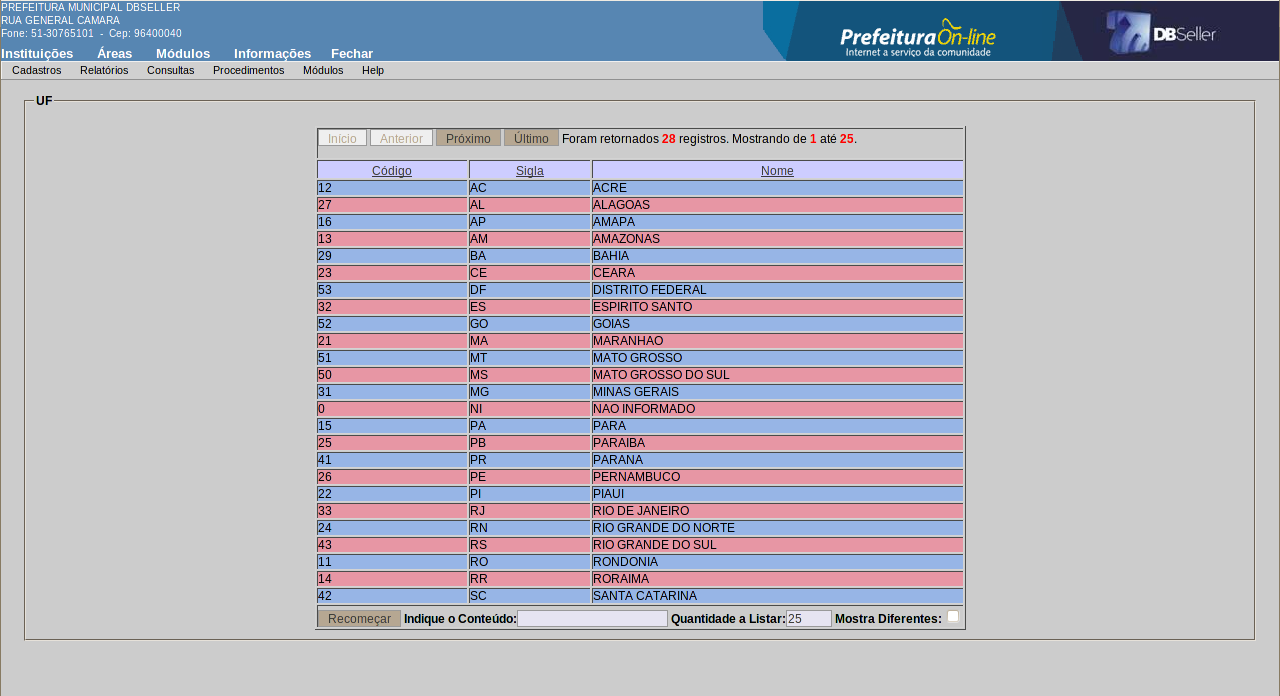 PREFEITURA MUNICIPAL DBSELLER
RUA GENERAL CAMARA
Fone: 51-30765101 - Cep: 96400040
Prefeitura On-line
Internet a serviço da comunidade
DBSeller
Instituições Áreas Módulos Informações Fechar
Cadastros Relatórios Consultas Procedimentos Módulos Help
UF
Início Anterior Próximo Último Foram retornados 28 registros. Mostrando de 1 até 25.
Código Sigla Nome
12 AC ACRE
27 AL ALAGOAS
16 AP AMAPA
13 AM AMAZONAS
29 BA BAHIA
23 CE CEARA
53 DF DISTRITO FEDERAL
32 ES ESPIRITO SANTO
52 GO GOIAS
21 MA MARANHAO
51 MT MATO GROSSO
50 MS MATO GROSSO DO SUL
31 MG MINAS GERAIS
0 NI NAO INFORMADO
15 PA PARA
25 PB PARAIBA
41 PR PARANA
26 PE PERNAMBUCO
22 PI PIAUI
33 RJ RIO DE JANEIRO
24 RN RIO GRANDE DO NORTE
43 RS RIO GRANDE DO SUL
11 RO RONDONIA
14 RR RORAIMA
42 SC SANTA CATARINA
Recomeçar Indique o Conteúdo: Quantidade a Listar: 25 Mostra Diferentes: